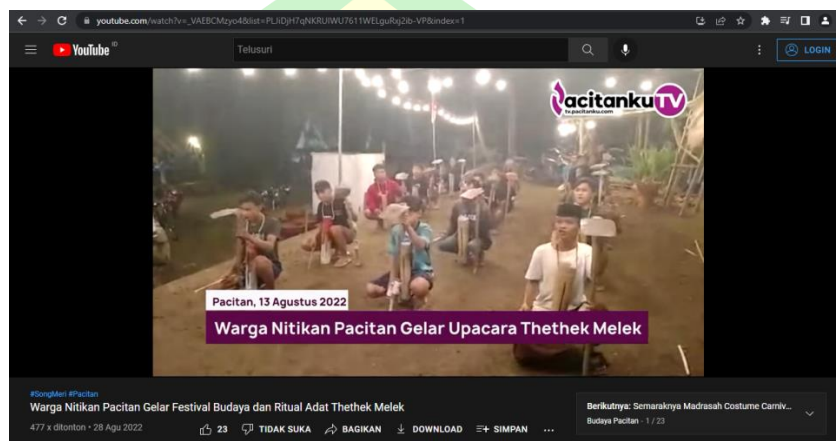 youtube.com/watch?v=_VAEBCMzyo4&list=PLJiDjH7qNKRUlWU7611WELguRxj2ib-VP&index=1
YouTube ID
Telusuri
LOGIN
pacitankuTV
tv.pacitanku.com
Pacitan, 13 Agustus 2022
Warga Nitikan Pacitan Gelar Upacara Thethek Melek
#SongMeri #Pacitan
Warga Nitikan Pacitan Gelar Festival Budaya dan Ritual Adat Thethek Melek
477 x ditonton • 28 Agu 2022
23 TIDAK SUKA BAGIKAN DOWNLOAD SIMPAN ...
Berikutnya: Semaraknya Madrasah Costume Carniv...
Budaya Pacitan - 1 / 23